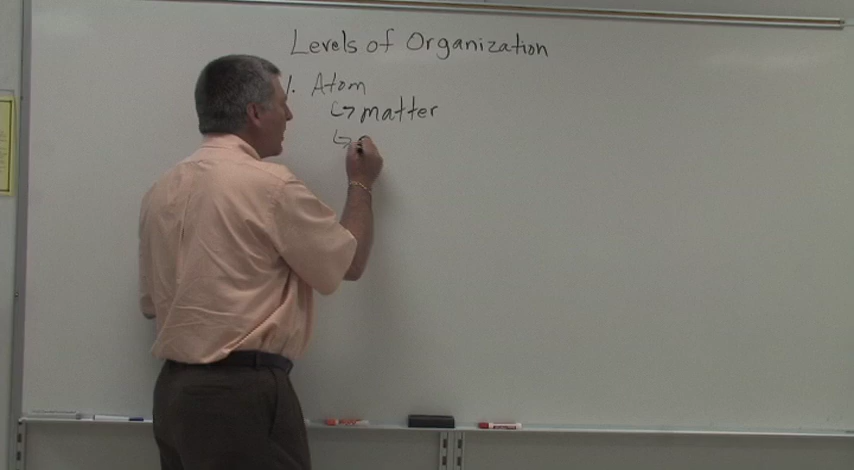 Levels of Organization
1. Atom
↳ matter
↳